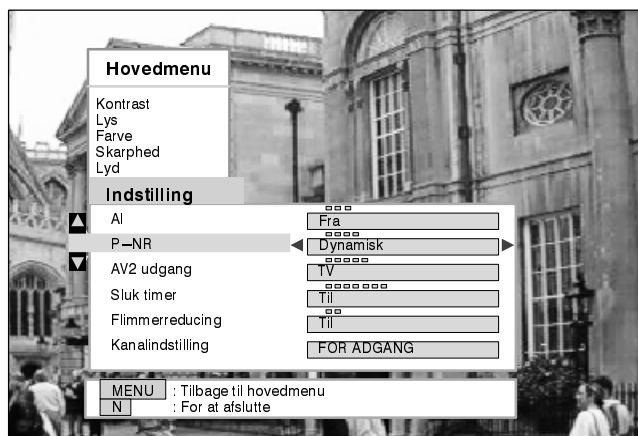 Hovedmenu
Kontrast
Lys
Farve
Skarphed
Lyd
Indstilling
AI Fra
P–NR Dynamisk
AV2 udgang TV
Sluk timer Til
Flimmerreducing Til
Kanalindstilling FOR ADGANG
MENU : Tilbage til hovedmenu
N : For at afslutte